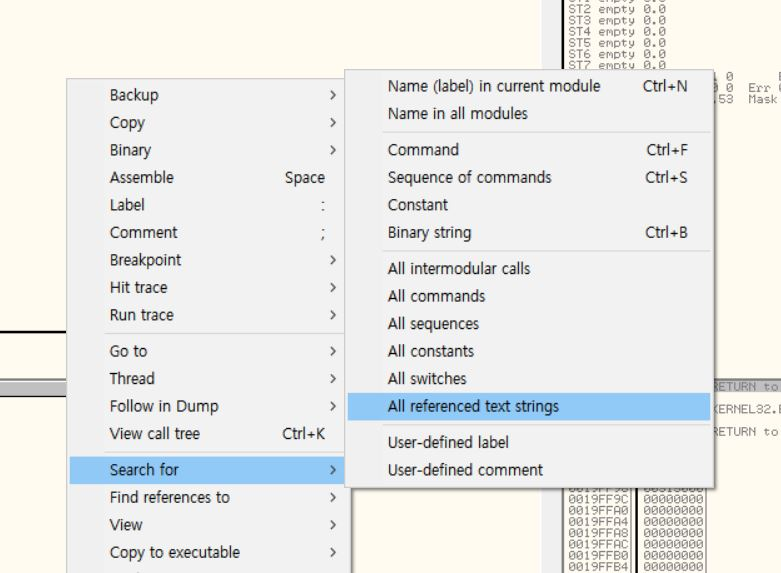 ST2 empty 0.0
ST3 empty 0.0
ST4 empty 0.0
ST5 empty 0.0
ST6 empty 0.0
ST7 empty 0.0
Backup
Copy
Binary
Assemble Space
Label :
Comment ;
Breakpoint
Hit trace
Run trace
Go to
Thread
Follow in Dump
View call tree Ctrl+K
Search for
Find references to
View
Copy to executable
Name (label) in current module Ctrl+N
Name in all modules
Command Ctrl+F
Sequence of commands Ctrl+S
Constant
Binary string Ctrl+B
All intermodular calls
All commands
All sequences
All constants
All switches
All referenced text strings
User-defined label
User-defined comment
0 0 Err
.53 Mask
RETURN to
KERNEL32.
RETURN to
0019FF9C 00000000
0019FFA0 00000000
0019FFA4 00000000
0019FFA8 00000000
0019FFAC 00000000
0019FFB0 00000000
0019FFB4 00000000